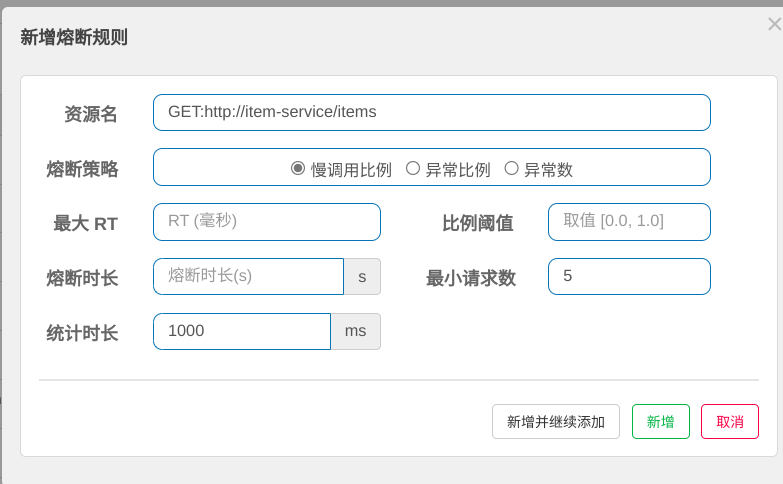 新增熔断规则
资源名 GET:http://item-service/items
熔断策略 慢调用比例 异常比例 异常数
最大 RT RT (毫秒) 比例阈值 取值 [0.0, 1.0]
熔断时长 熔断时长(s) s 最小请求数 5
统计时长 1000 ms
新增并继续添加 新增 取消